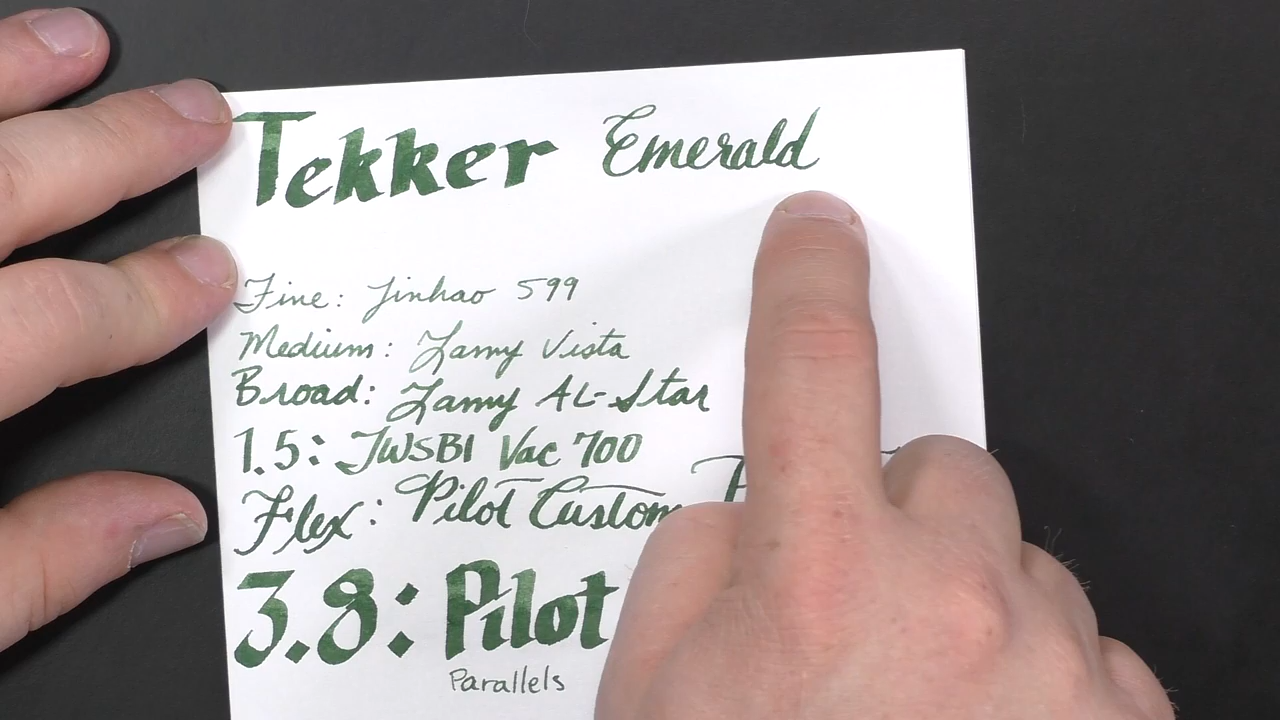 Tekker Emerald
Fine: Jinhao 599
Medium: Lamy Vista
Broad: Lamy AL-Star
1.5: TWSBI Vac 700
Flex: Pilot Custom
3.8: Pilot
Parallels